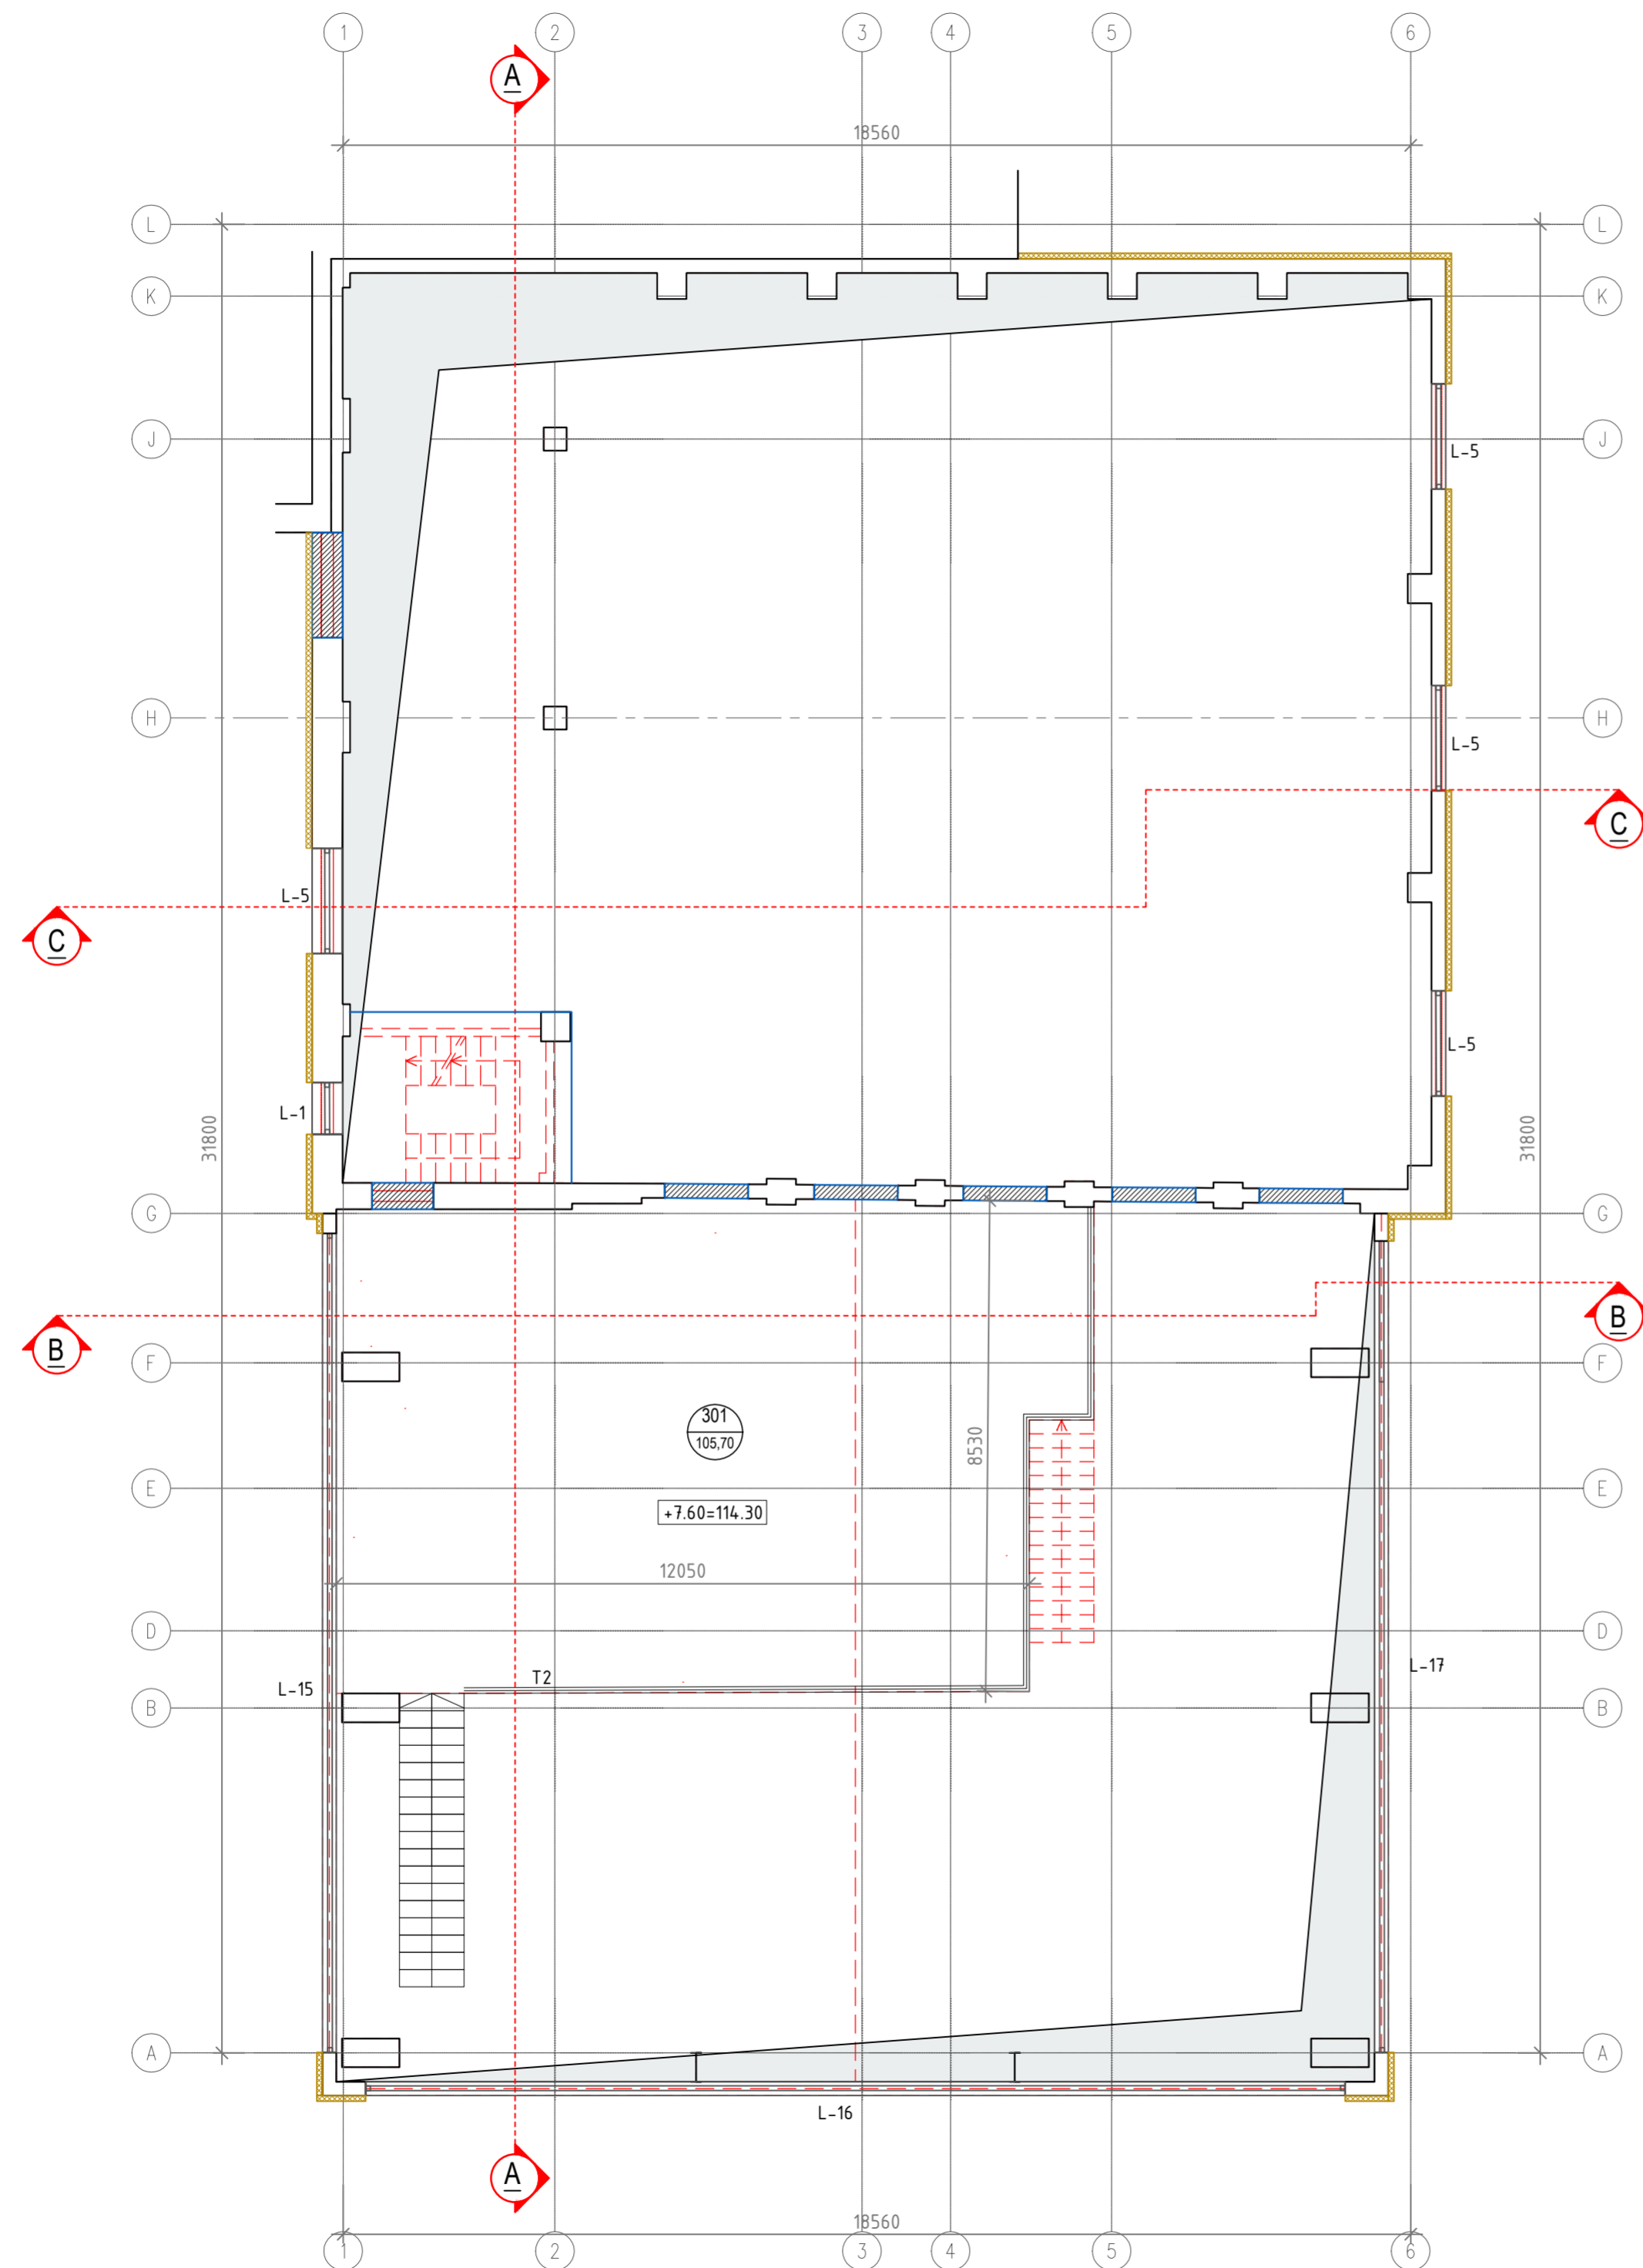 1 2 3 4 5 6
A
18560
L L
K K
J J
L-5
H H
L-5
C
L-5
C
L-5
L-1
31800 31800
G G
B
B
F F
301
105,70
8530
E E
+7.60=114.30
12050
D D
L-17
T2
L-15
B B
A A
L-16
A
18560
1 2 3 4 5 6